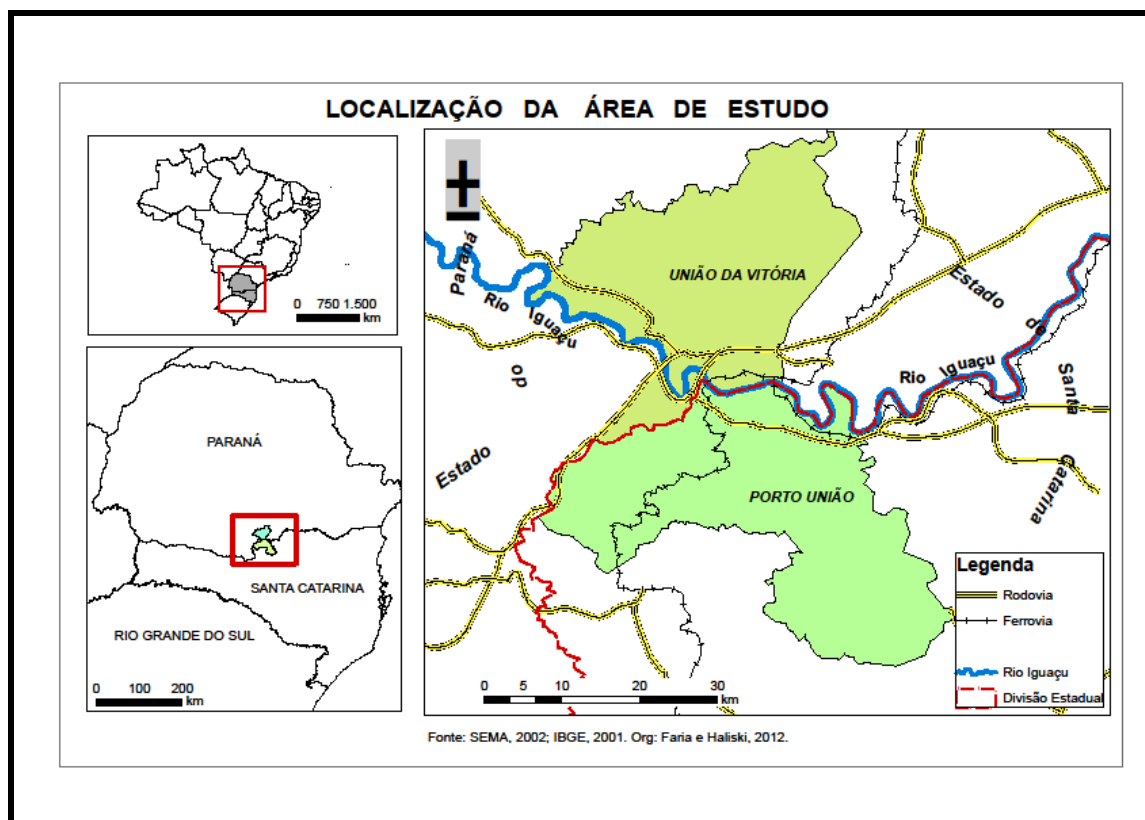 LOCALIZAÇÃO DA ÁREA DE ESTUDO
0 750 1.500
km
PARANÁ
SANTA CATARINA
RIO GRANDE DO SUL
0 100 200
km
UNIÃO DA VITÓRIA
PORTO UNIÃO
Estado do Paraná
Rio Iguaçu
Rio Iguaçu
Estado de Santa Catarina
0 5 10 20 30
km
Legenda
Rodovia
Ferrovia
Rio Iguaçu
Divisão Estadual
Fonte: SEMA, 2002; IBGE, 2001. Org: Faria e Haliski, 2012.